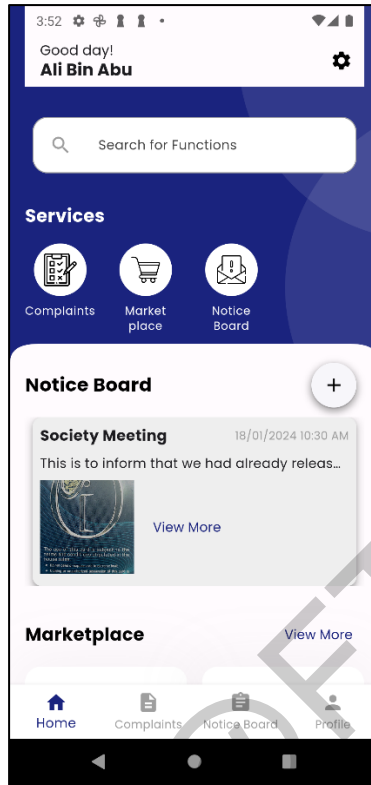 3:52
Good day!
Ali Bin Abu
Search for Functions
Services
Complaints
Market
place
Notice
Board
Notice Board
+
Society Meeting
18/01/2024 10:30 AM
This is to inform that we had already releas...
View More
Marketplace
View More
Home
Complaints
Notice Board
Profile